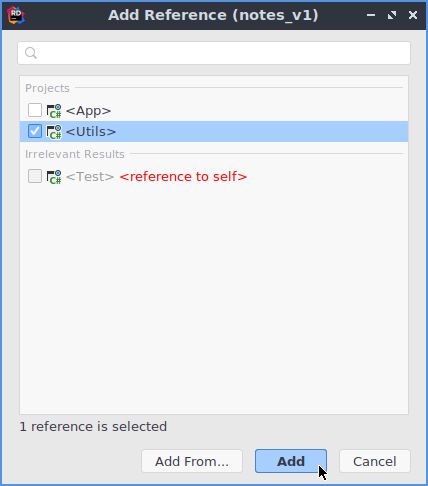 RD
Add Reference (notes_v1)
Projects
C# <App>
C# <Utils>
Irrelevant Results
C# <Test> <reference to self>
1 reference is selected
Add From... Add Cancel